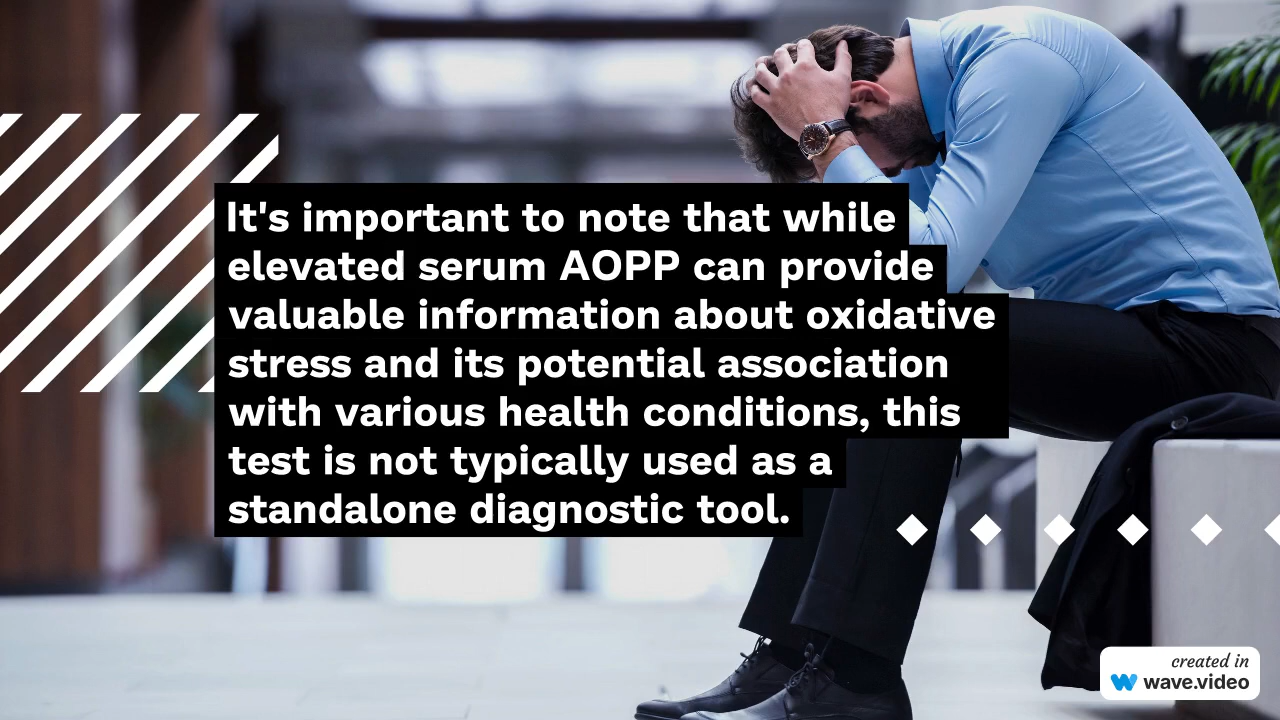 It's important to note that while
elevated serum AOPP can provide
valuable information about oxidative
stress and its potential association
with various health conditions, this
test is not typically used as a
standalone diagnostic tool.
created in
wave.video